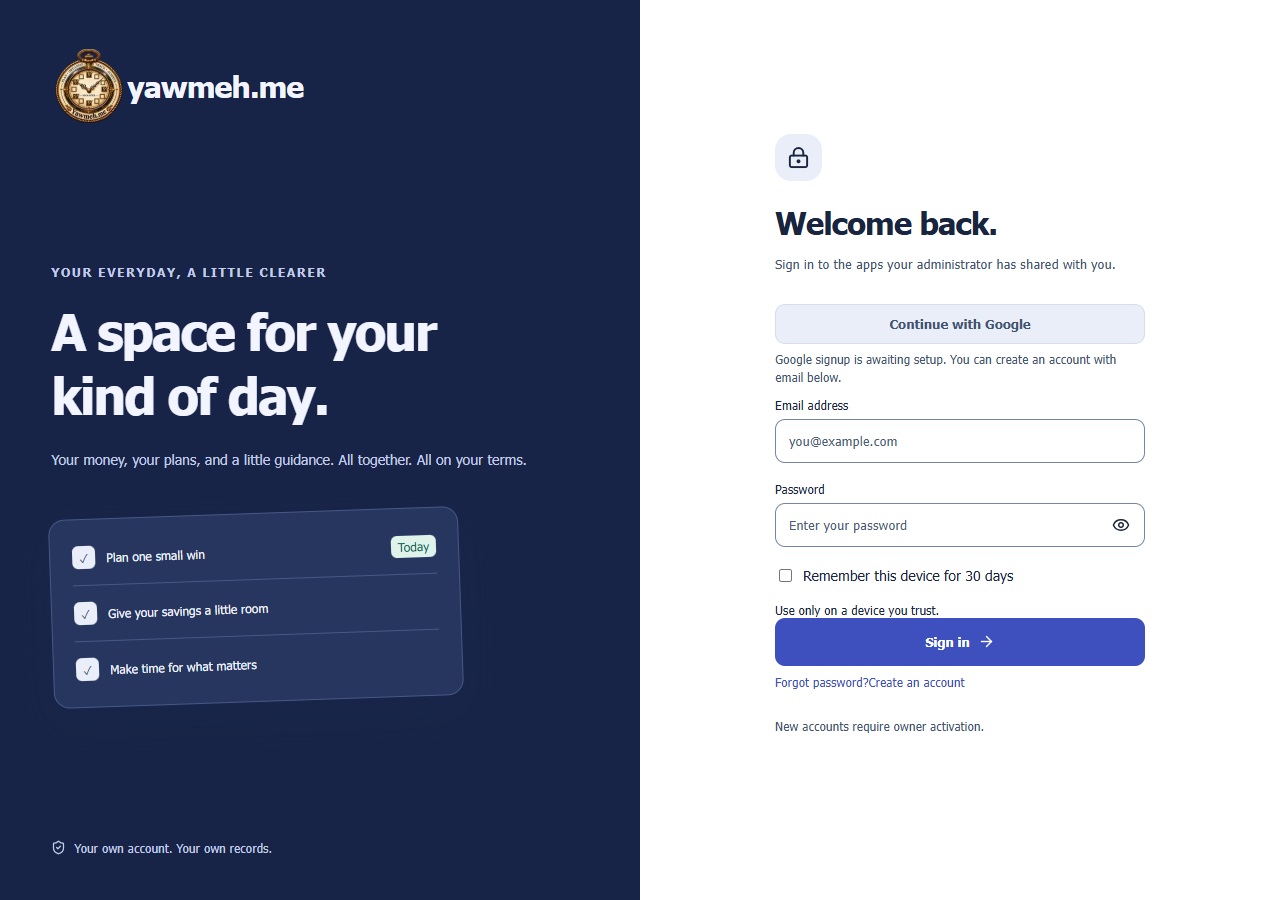 Yawmeh.me
yawmeh.me
YOUR EVERYDAY, A LITTLE CLEARER
A space for your
kind of day.
Your money, your plans, and a little guidance. All together. All on your terms.
✓ Plan one small win Today
✓ Give your savings a little room
✓ Make time for what matters
Your own account. Your own records.
Welcome back.
Sign in to the apps your administrator has shared with you.
Continue with Google
Google signup is awaiting setup. You can create an account with
email below.
Email address
you@example.com
Password
Enter your password
Remember this device for 30 days
Use only on a device you trust.
Sign in →
Forgot password?Create an account
New accounts require owner activation.